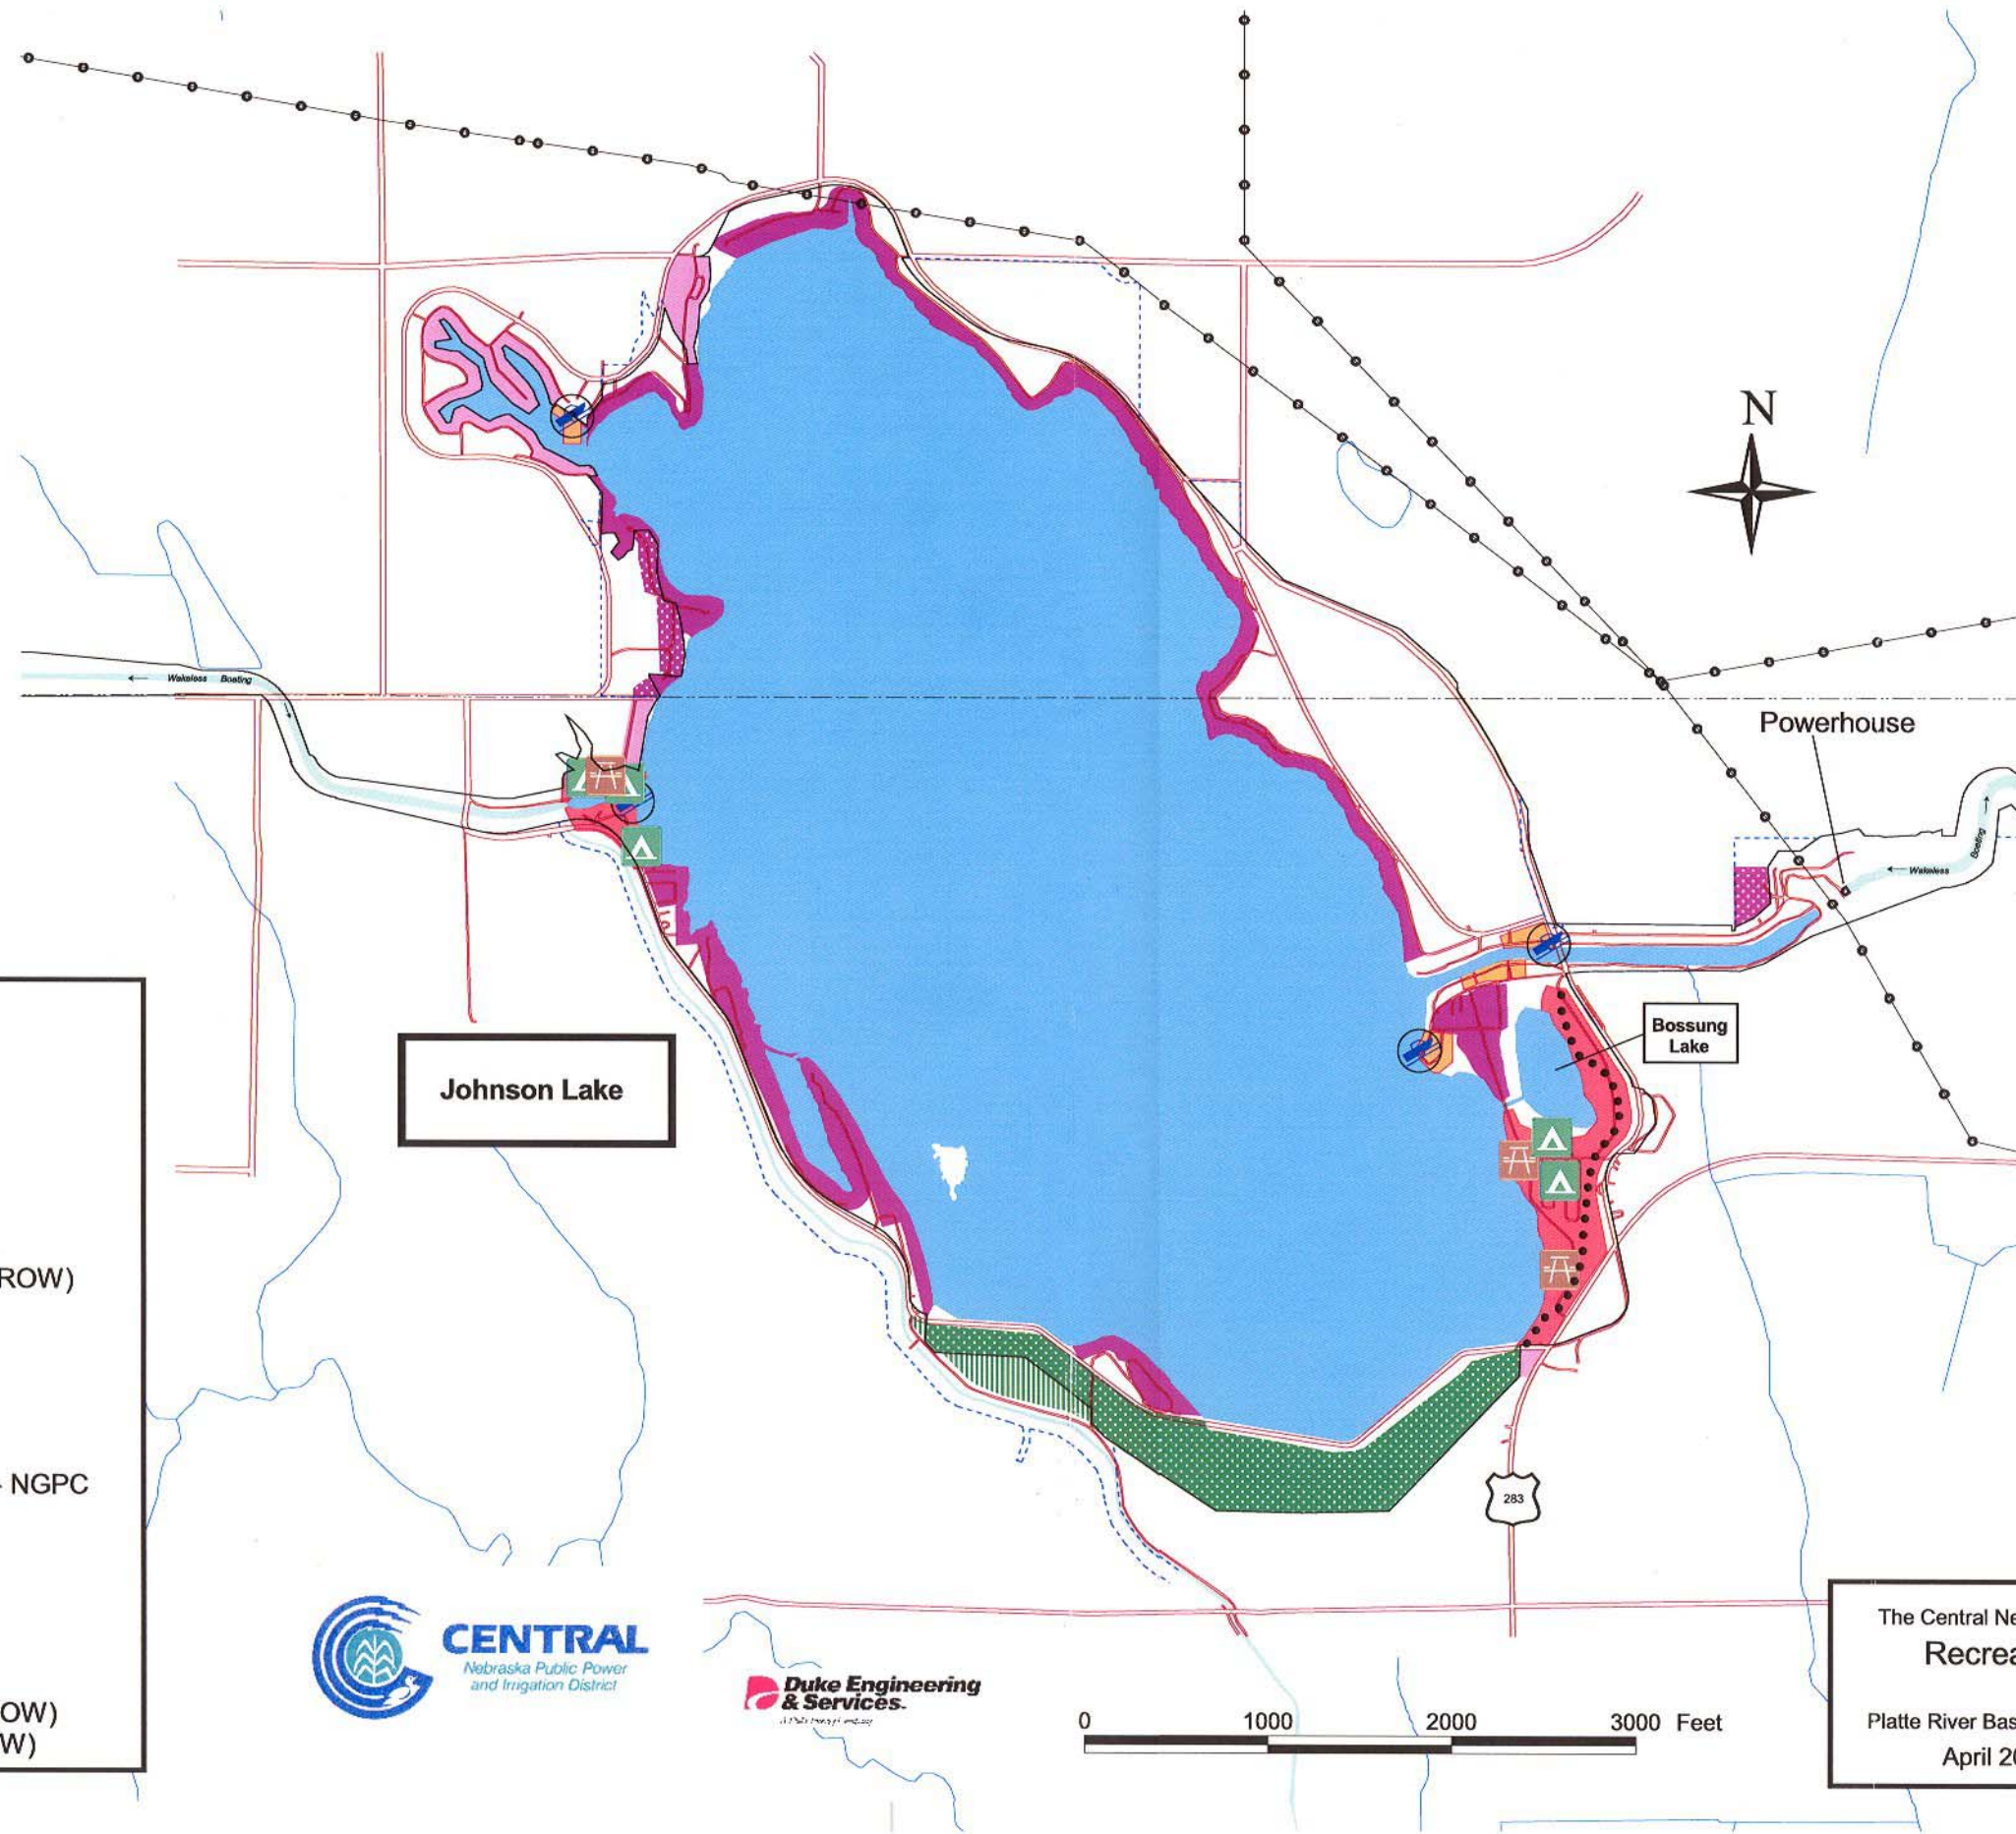 N
Wakeless Boating
Powerhouse
Boating
Wakeless
Bossung
Lake
Johnson Lake
ROW)
NGPC
283
OW)
W)
CENTRAL
Nebraska Public Power
and Irrigation District
Duke Engineering
& Services
0 1000 2000 3000 Feet
The Central Ne
Recrea
Platte River Bas
April 20